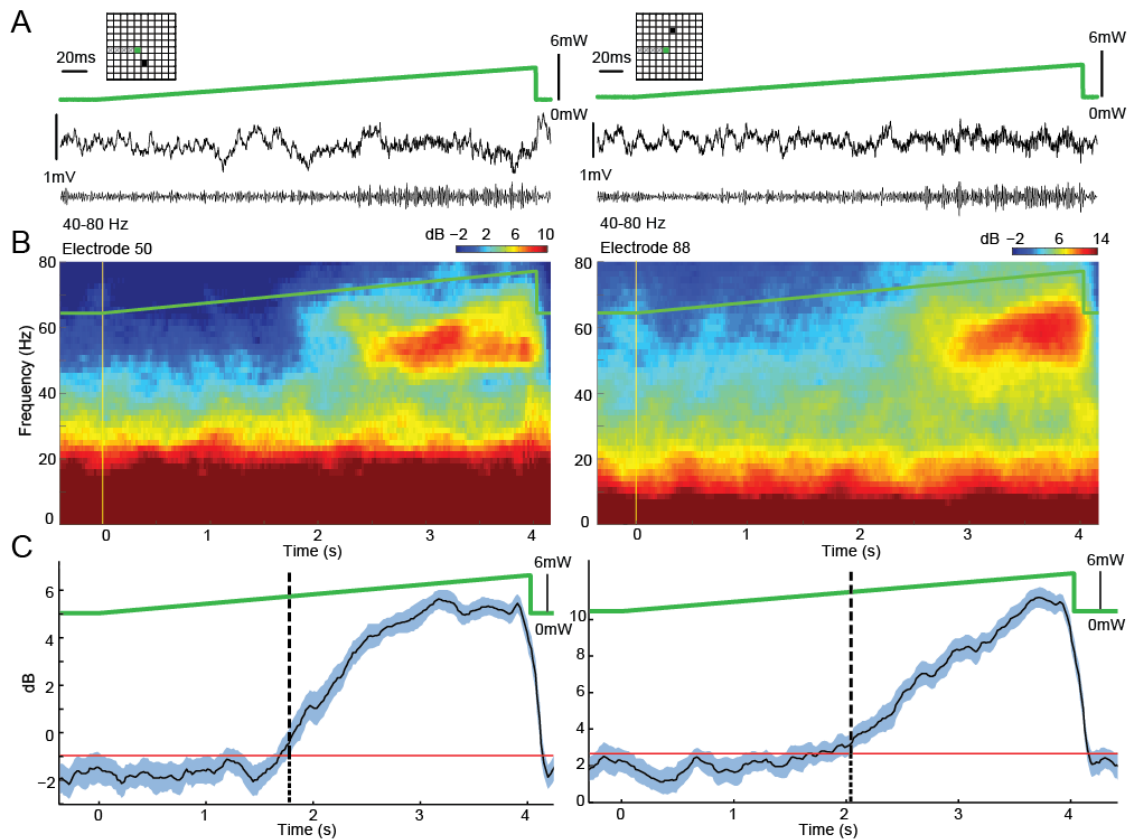 A
20ms
6mW
0mW
1mV
40-80 Hz
20ms
6mW
0mW
1mV
40-80 Hz
B
Electrode 50
dB −2 2 6 10
Electrode 88
dB −2 6 14
Frequency (Hz)
80
60
40
20
0
0 1 2 3 4
Time (s)
80
60
40
20
0
0 1 2 3 4
Time (s)
C
dB
6
4
2
0
−2
6mW
0mW
0 1 2 3 4
Time (s)
10
8
6
4
2
0
6mW
0mW
0 1 2 3 4
Time (s)